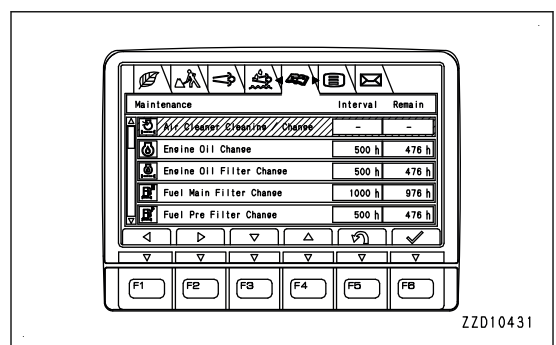 Maintenance Interval Remain
Air Cleaner Cleaning / Change - -
Engine Oil Change 500 h 476 h
Engine Oil Filter Change 500 h 476 h
Fuel Main Filter Change 1000 h 976 h
Fuel Pre Filter Change 500 h 476 h
F1 F2 F3 F4 F5 F6
ZZD10431